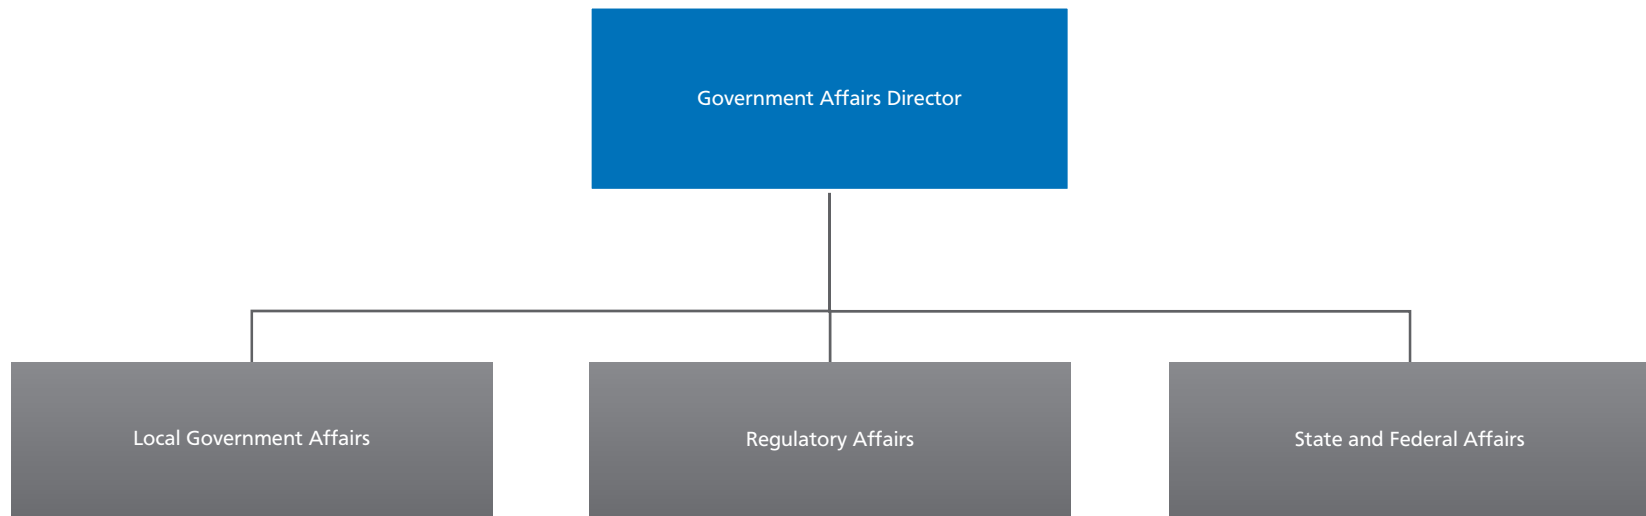 Government Affairs Director
Local Government Affairs
Regulatory Affairs
State and Federal Affairs